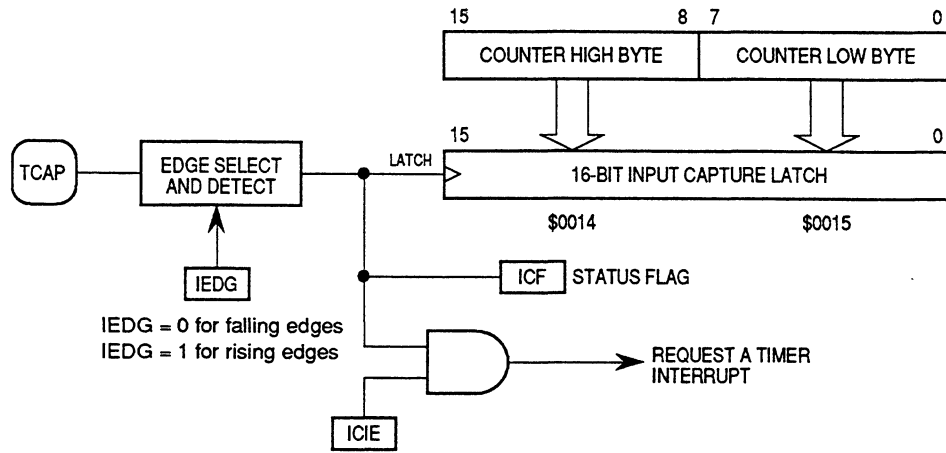 15 8 7 0
COUNTER HIGH BYTE COUNTER LOW BYTE
15 0
TCAP
EDGE SELECT
AND DETECT
LATCH
16-BIT INPUT CAPTURE LATCH
$0014 $0015
IEDG
ICF STATUS FLAG
IEDG = 0 for falling edges
IEDG = 1 for rising edges
REQUEST A TIMER
INTERRUPT
ICIE